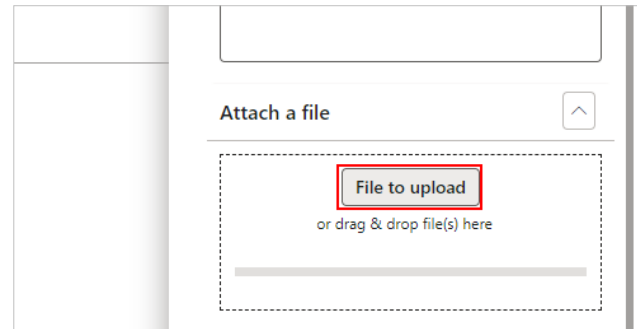 Attach a file
File to upload
or drag & drop file(s) here